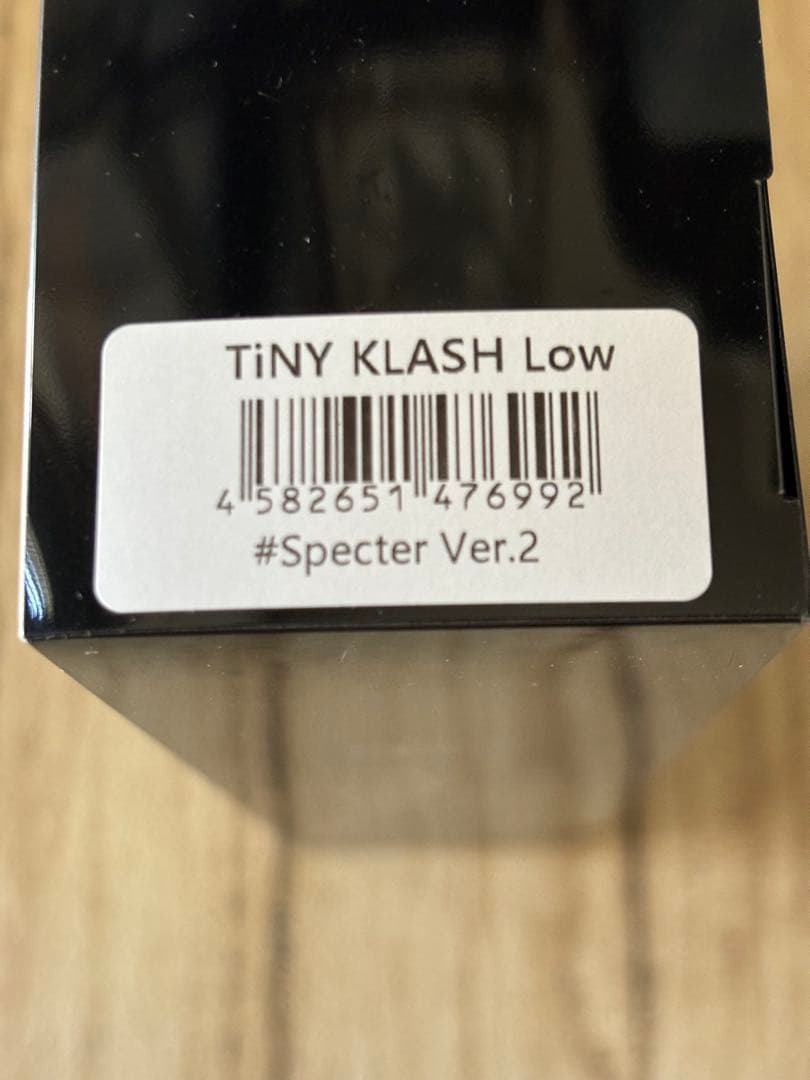 TiNY KLASH Low
4 582651 476992
#Specter Ver.2